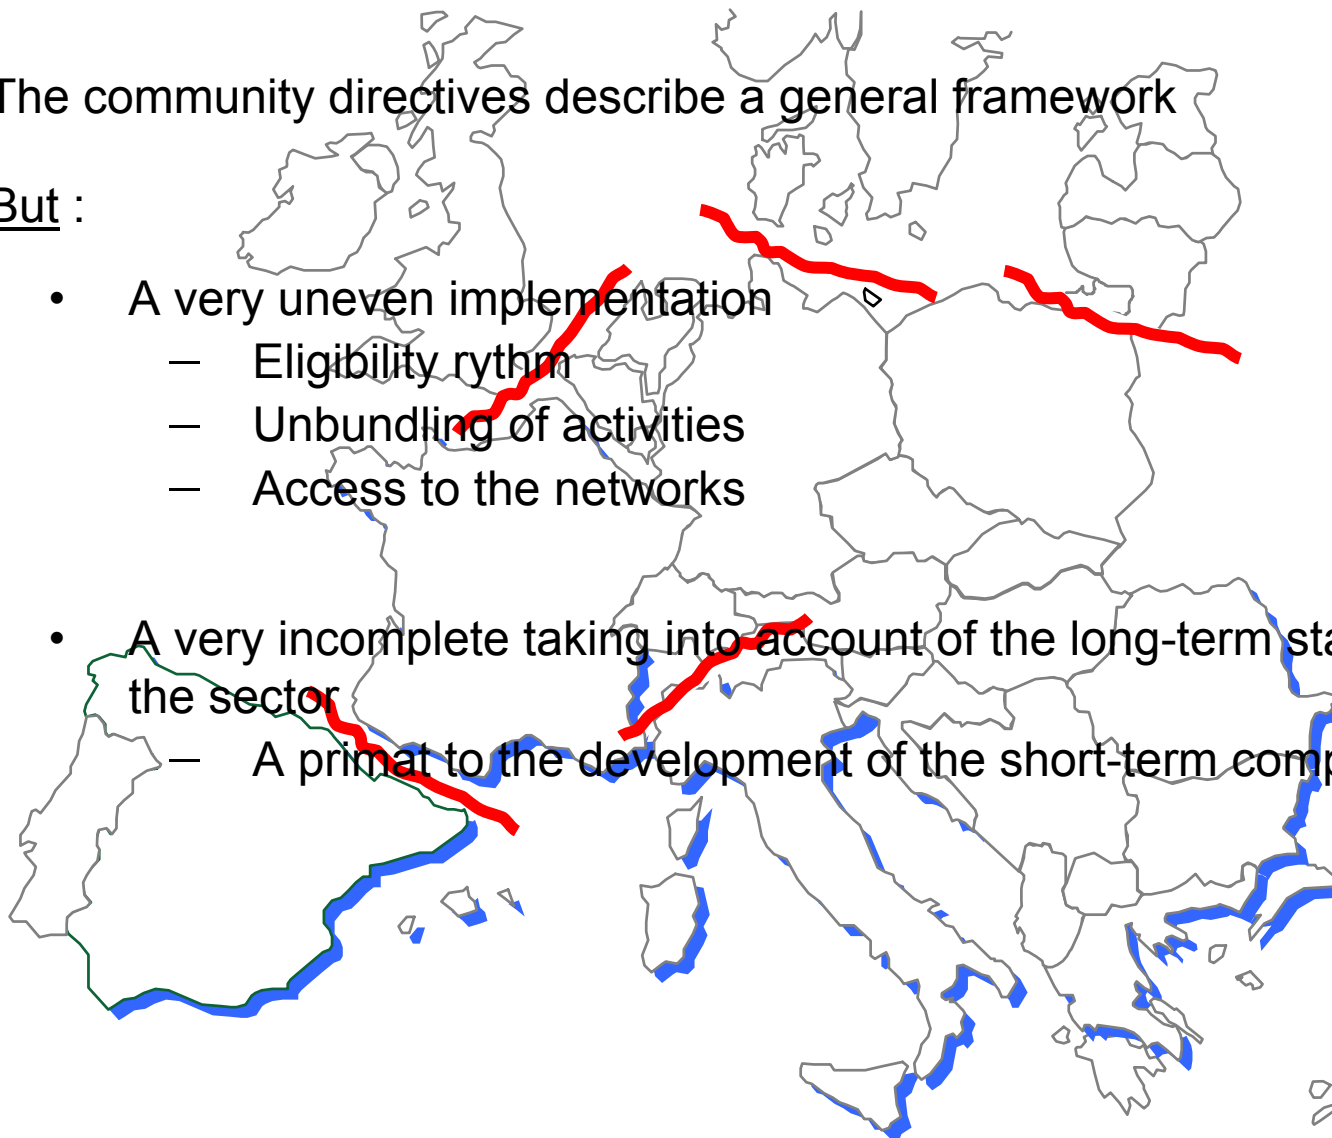 The community directives describe a general framework
But :
• A very uneven implementation
– Eligibility rythm
– Unbundling of activities
– Access to the networks
• A very incomplete taking into account of the long-term
the sector
– A primat to the development of the short-term